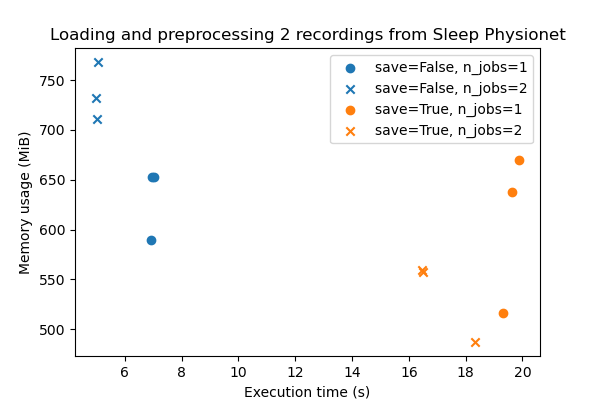 Loading and preprocessing 2 recordings from Sleep Physionet
save=False, n_jobs=1
save=False, n_jobs=2
save=True, n_jobs=1
save=True, n_jobs=2
Memory usage (MiB)
750
700
650
600
550
500
6 8 10 12 14 16 18 20
Execution time (s)